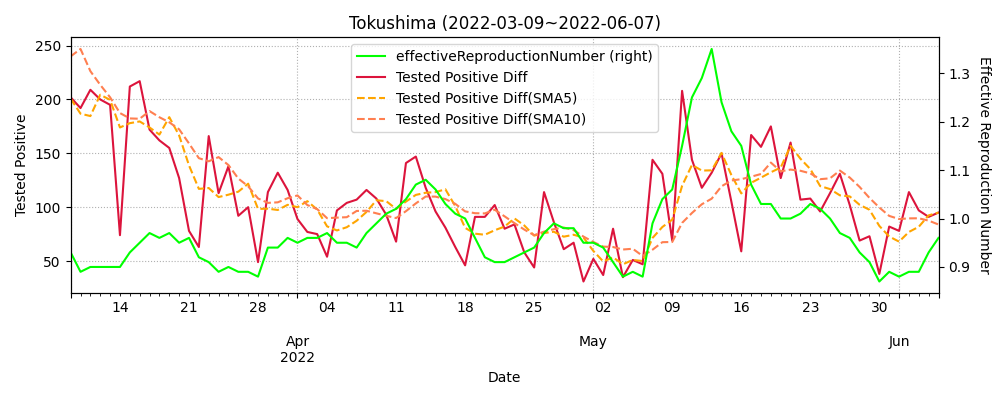 Tokushima (2022-03-09~2022-06-07)
effectiveReproductionNumber (right)
Tested Positive Diff
Tested Positive Diff(SMA5)
Tested Positive Diff(SMA10)
Tested Positive
250
200
150
100
50
1.3
1.2
1.1
1.0
0.9
Effective Reproduction Number
14 21 28 04 11 18 25 02 09 16 23 30
Apr May Jun
2022
Date